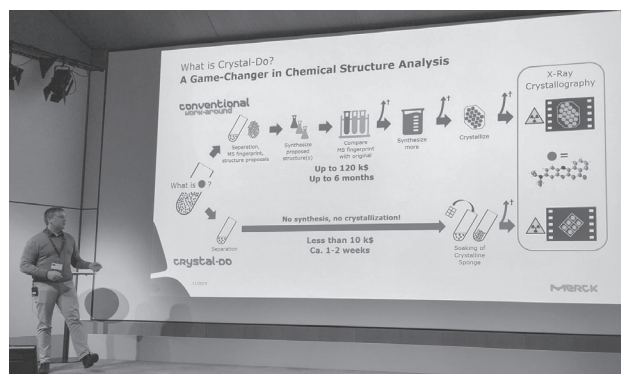 What is Crystal-Do?
A Game-Changer in Chemical Structure Analysis
conventional
work-around
Separation,
MS fingerprint,
structure proposals
Synthesize
proposed
structure(s)
Compare
MS fingerprint
with original
Synthesize
more
Crystallize
X-Ray
Crystallography
Up to 120 k$
Up to 6 months
What is ?
=
No synthesis, no crystallization!
Less than 10 k$
Ca. 1-2 weeks
Separation
Soaking of
Crystalline
Sponge
crystal-do
MERCK